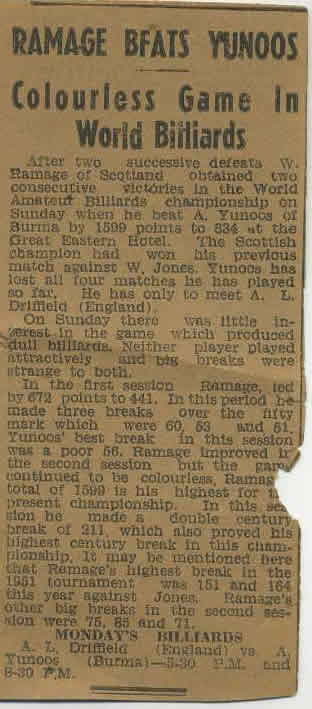 RAMAGE BEATS YUNOOS
Colourless Game In
World Billiards
After two successive defeats W.
Ramage of Scotland obtained two
consecutive victories in the World
Amateur Billiards championship on
Sunday when he beat A. Yunoos of
Burma by 1599 points to 834 at the
Great Eastern Hotel. The Scottish
champion had won his previous
match against W. Jones. Yunoos has
lost all four matches he has played
so far. He has only to meet A. L.
Driffield (England).
On Sunday there was little in-
terest in the game which produced
dull billiards. Neither player played
attractively and big breaks were
strange to both.
In the first session Ramage, led
by 672 points to 441. In this period he
made three breaks over the fifty
mark which were 60, 53 and 61.
Yunoos' best break in this session
was a poor 56. Ramage improved in
the second session but the game
continued to be colourless, Ramag
total of 1599 is his highest for
present championship. In this se
sion he made a double century
break of 211, which also proved his
highest century break in this cham-
pionship. It may be mentioned here
that Ramage's highest break in the
1951 tournament was 151 and 164
this year against Jones. Ramage's
other big breaks in the second ses-
sion were 75, 85 and 71.
MONDAY'S BILLIARDS
A. L. Driffield (England) vs A.
Yunoos (Burma)—5-30 P.M. and
8-30 P.M.